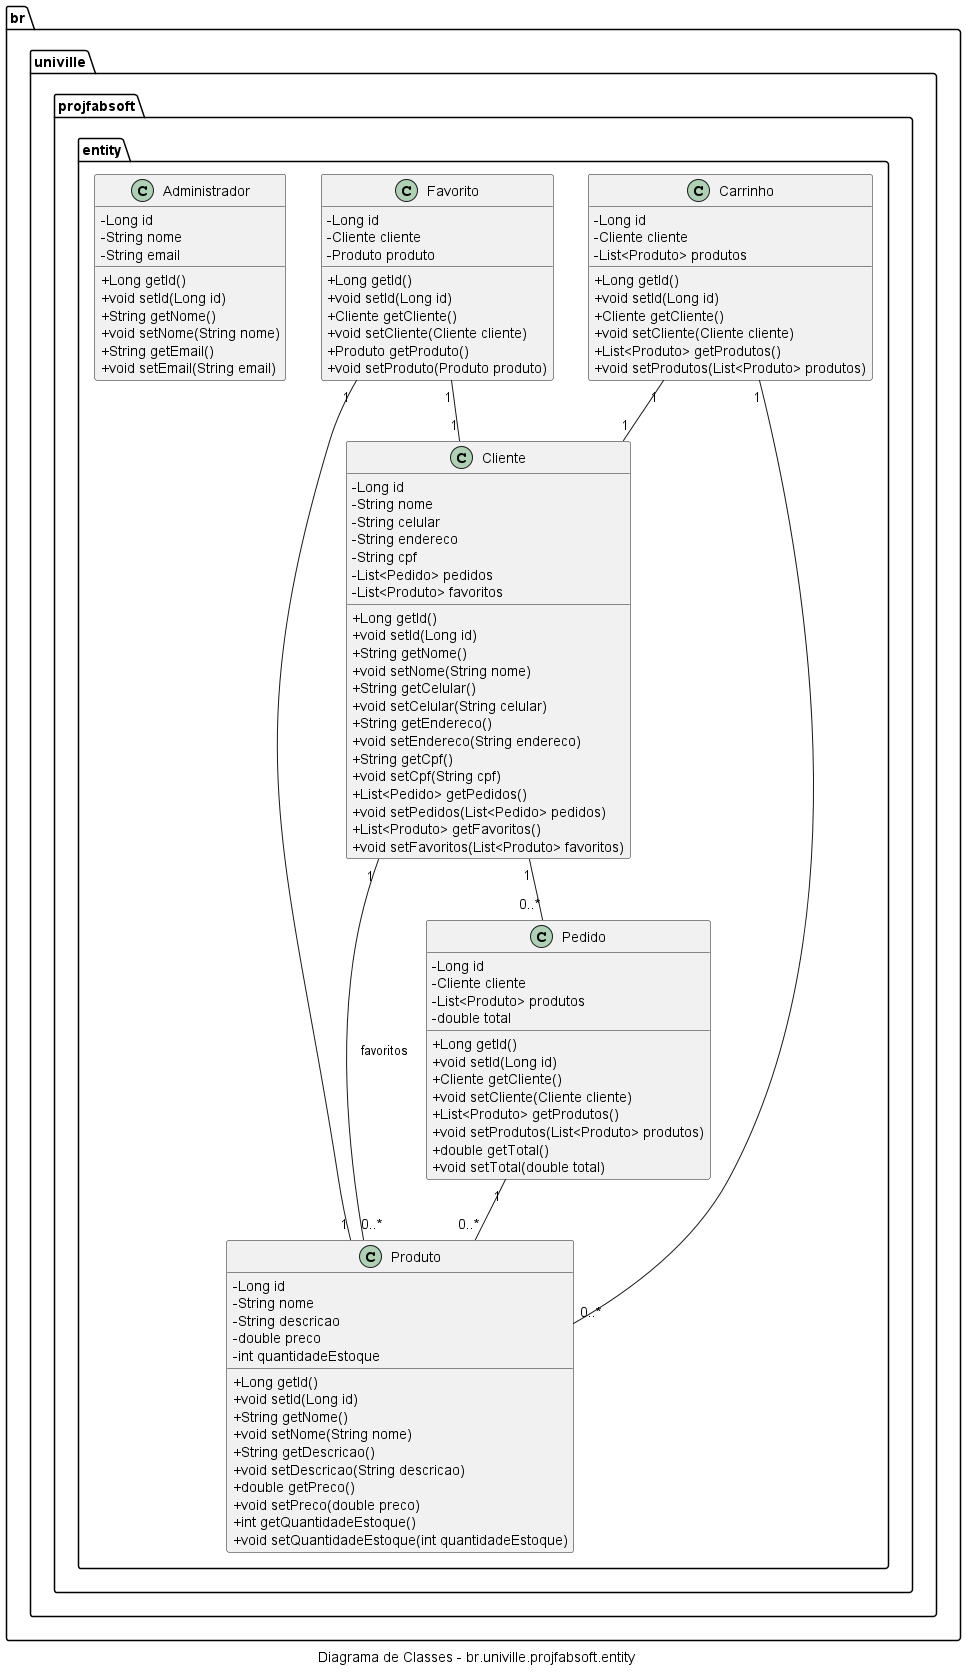 br
univille
projfabsoft
entity
C Administrador
-Long id
-String nome
-String email
+Long getId()
+void setId(Long id)
+String getNome()
+void setNome(String nome)
+String getEmail()
+void setEmail(String email)
C Favorito
-Long id
-Cliente cliente
-Produto produto
+Long getId()
+void setId(Long id)
+Cliente getCliente()
+void setCliente(Cliente cliente)
+Produto getProduto()
+void setProduto(Produto produto)
C Carrinho
-Long id
-Cliente cliente
-List<Produto> produtos
+Long getId()
+void setId(Long id)
+Cliente getCliente()
+void setCliente(Cliente cliente)
+List<Produto> getProdutos()
+void setProdutos(List<Produto> produtos)
1
1
1
1
1
1
C Cliente
-Long id
-String nome
-String celular
-String endereco
-String cpf
-List<Pedido> pedidos
-List<Produto> favoritos
+Long getId()
+void setId(Long id)
+String getNome()
+void setNome(String nome)
+String getCelular()
+void setCelular(String celular)
+String getEndereco()
+void setEndereco(String endereco)
+String getCpf()
+void setCpf(String cpf)
+List<Pedido> getPedidos()
+void setPedidos(List<Pedido> pedidos)
+List<Produto> getFavoritos()
+void setFavoritos(List<Produto> favoritos)
1
1
0..*
C Pedido
-Long id
-Cliente cliente
-List<Produto> produtos
-double total
+Long getId()
+void setId(Long id)
+Cliente getCliente()
+void setCliente(Cliente cliente)
+List<Produto> getProdutos()
+void setProdutos(List<Produto> produtos)
+double getTotal()
+void setTotal(double total)
favoritos
1
1
0..*
0..*
0..*
C Produto
-Long id
-String nome
-String descricao
-double preco
-int quantidadeEstoque
+Long getId()
+void setId(Long id)
+String getNome()
+void setNome(String nome)
+String getDescricao()
+void setDescricao(String descricao)
+double getPreco()
+void setPreco(double preco)
+int getQuantidadeEstoque()
+void setQuantidadeEstoque(int quantidadeEstoque)
Diagrama de Classes - br.univille.projfabsoft.entity